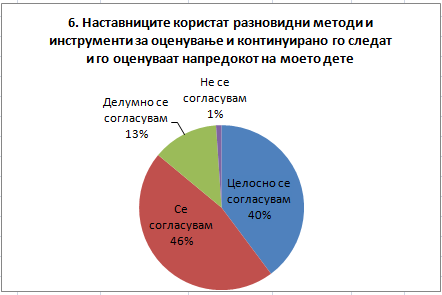 6. Наставниците користат разновидни методи и
инструменти за оценување и континуирано го следат
и го оценуваат напредокот на моето дете
Не се
согласувам
1%
Делумно се
согласувам
13%
Целосно се
согласувам
40%
Се
согласувам
46%